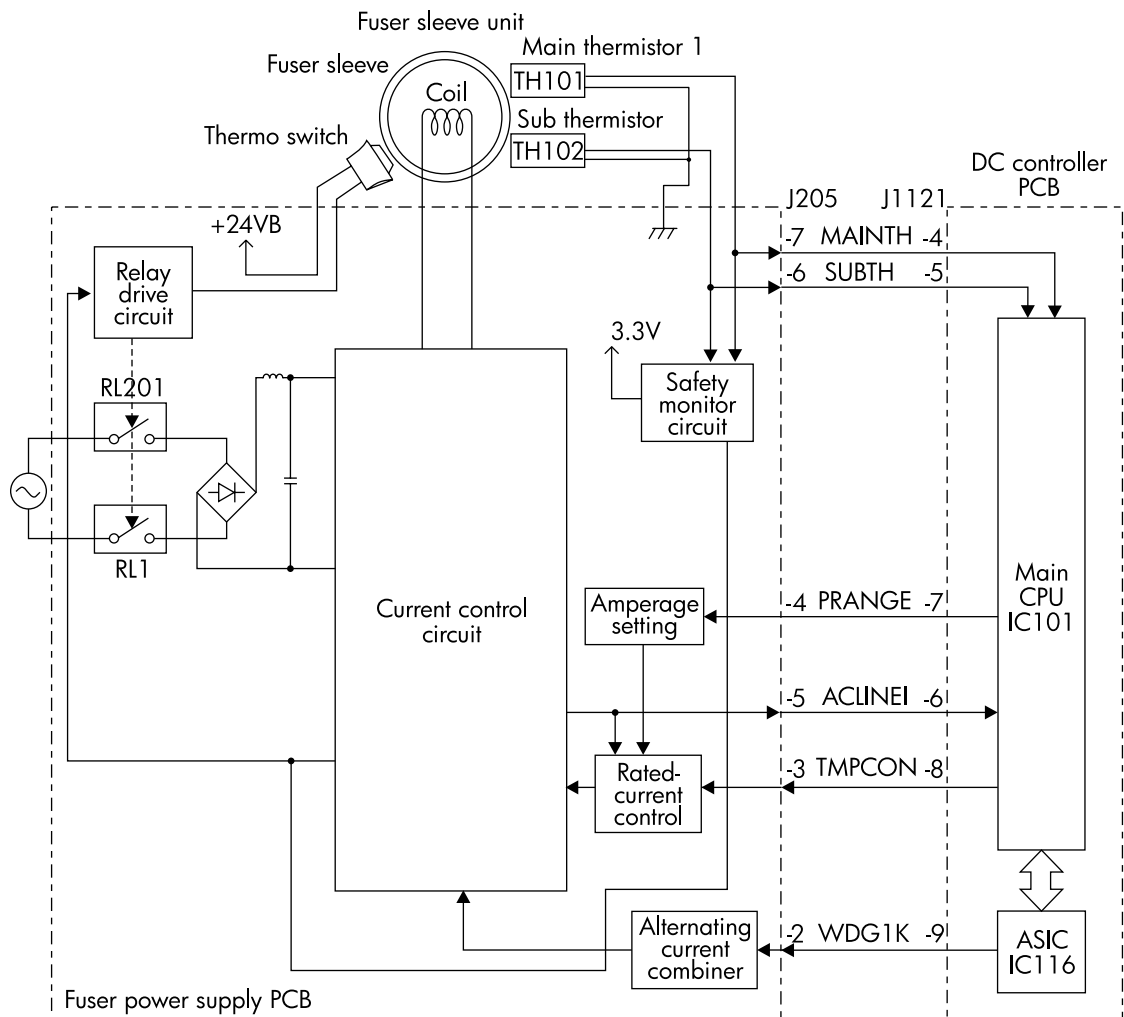 Fuser sleeve unit
Fuser sleeve
Main thermistor 1
TH101
Coil
Sub thermistor
TH102
Thermo switch
DC controller
PCB
J205
J1121
+24VB
-7 MAINTH -4
-6 SUBTH -5
Relay
drive
circuit
3.3V
RL201
Safety
monitor
circuit
RL1
Current control
circuit
Amperage
setting
-4 PRANGE -7
Main
CPU
IC101
-5 ACLINEI -6
Rated-
current
control
-3 TMPCON -8
Alternating
current
combiner
-2 WDG1K -9
ASIC
IC116
Fuser power supply PCB